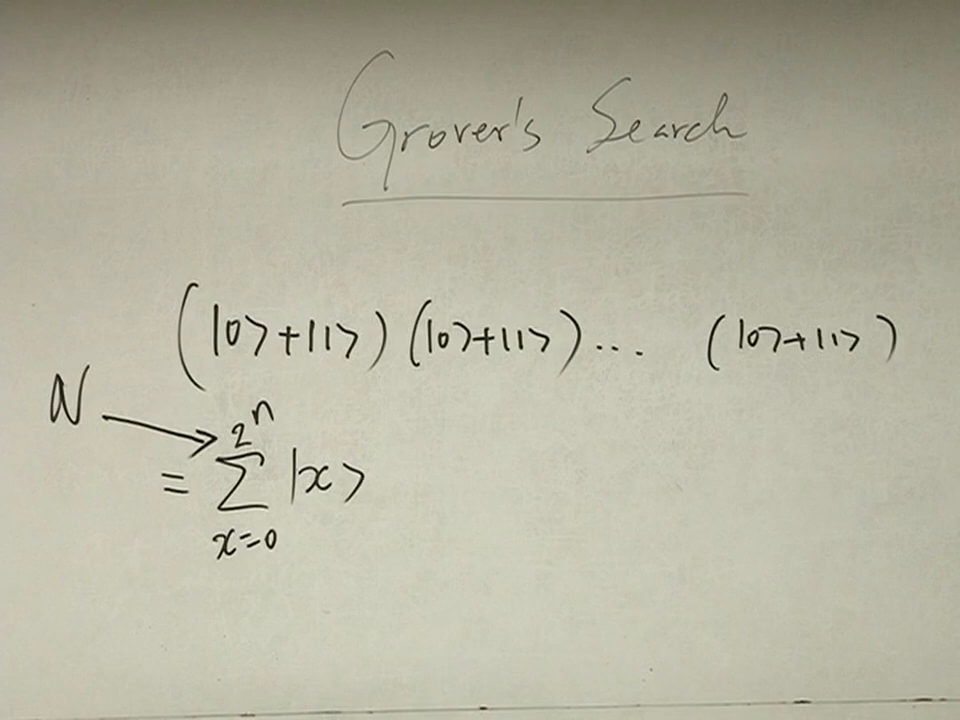 Grover's Search
(|0>+|1>)(|0>+|1>)... (|0>+|1>)
N → 2^n
= Σ |x>
x=0